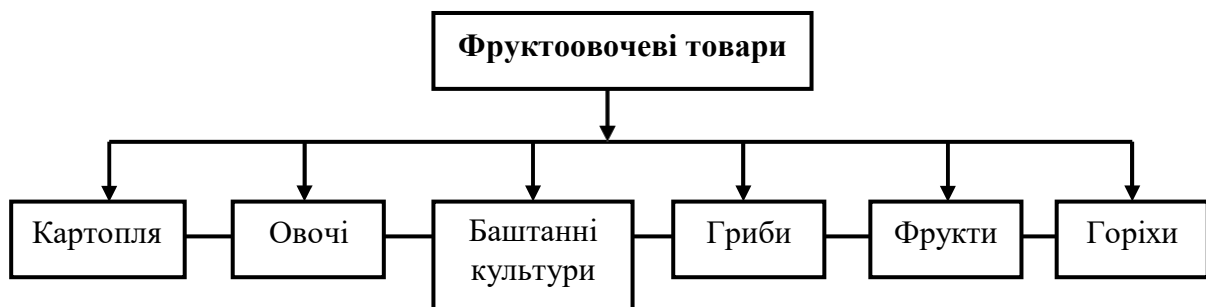 Фруктоовочеві товари
Картопля
Овочі
Баштанні
культури
Гриби
Фрукти
Горіхи